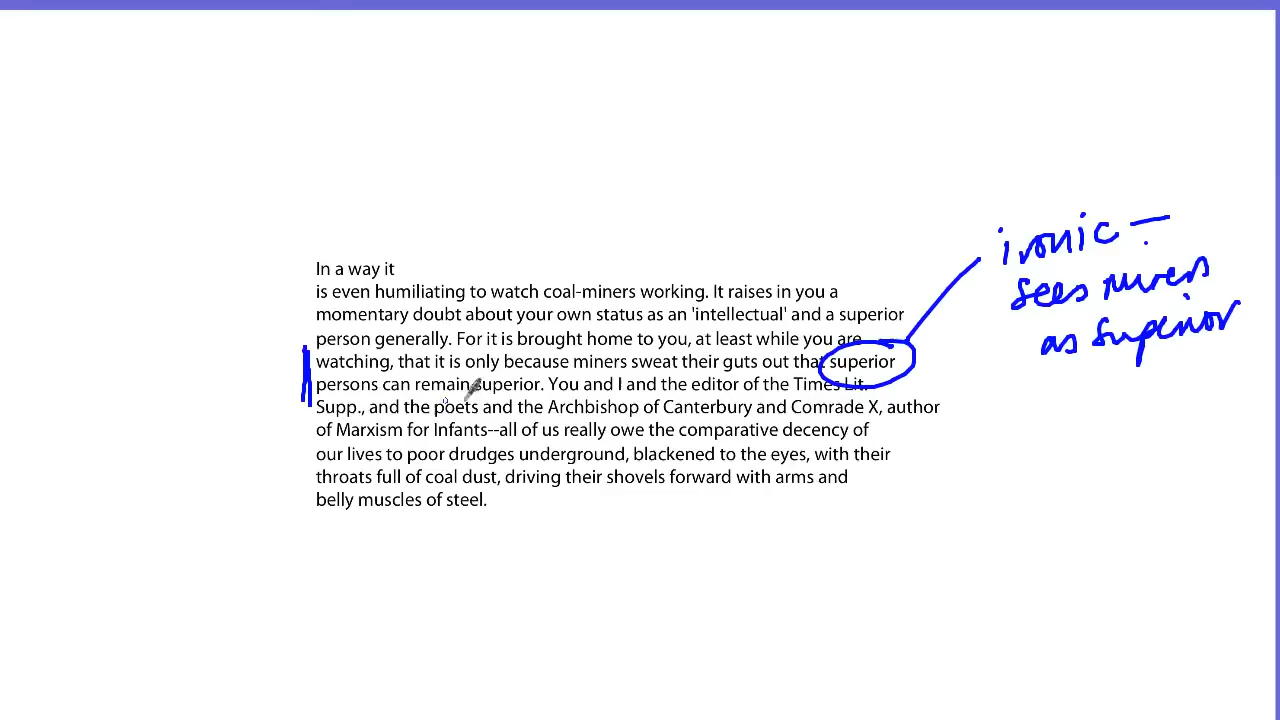 In a way it
is even humiliating to watch coal-miners working. It raises in you a
momentary doubt about your own status as an 'intellectual' and a superior
person generally. For it is brought home to you, at least while you are
watching, that it is only because miners sweat their guts out that superior
persons can remain superior. You and I and the editor of the Times Lit.
Supp., and the poets and the Archbishop of Canterbury and Comrade X, author
of Marxism for Infants--all of us really owe the comparative decency of
our lives to poor drudges underground, blackened to the eyes, with their
throats full of coal dust, driving their shovels forward with arms and
belly muscles of steel.
ironic –
sees miners
as superior